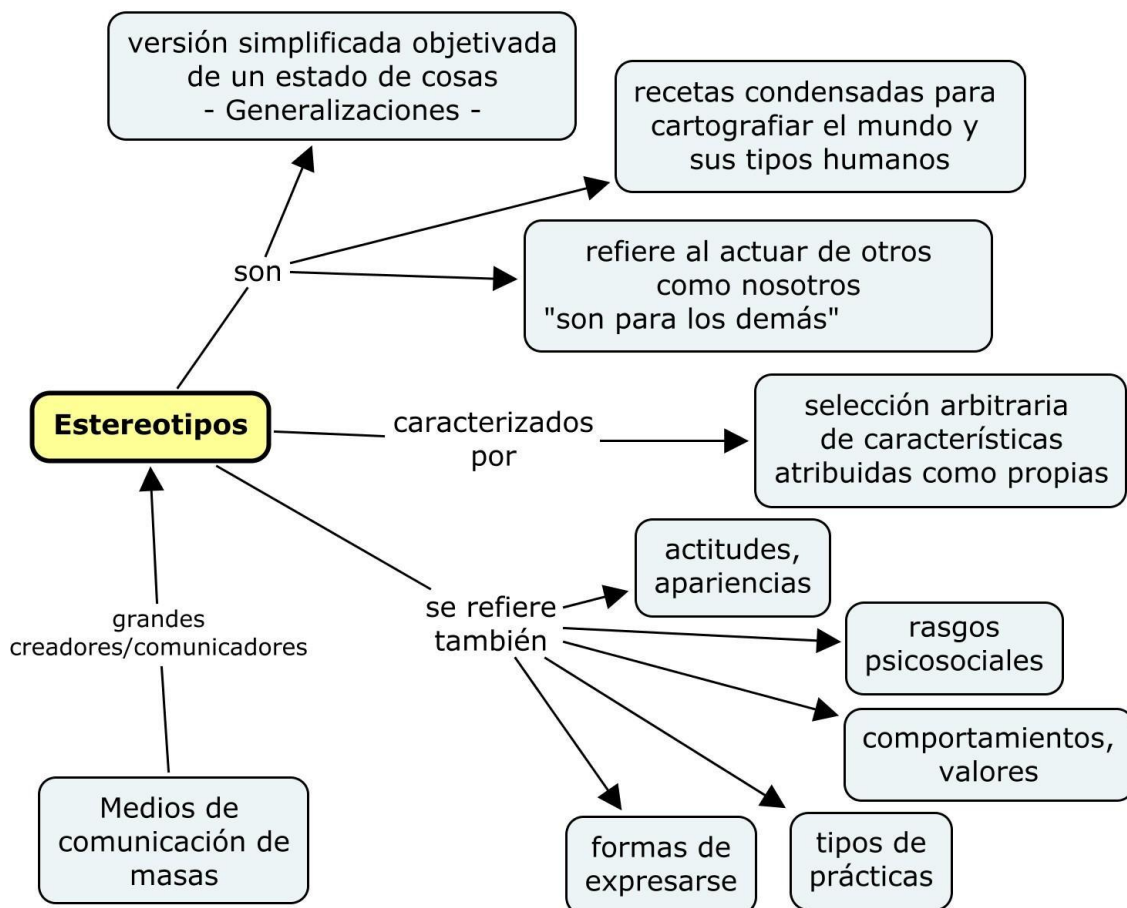 versión simplificada objetivada
de un estado de cosas
- Generalizaciones -
recetas condensadas para
cartografiar el mundo y
sus tipos humanos
son
refiere al actuar de otros
como nosotros
"son para los demás"
Estereotipos
caracterizados
por
selección arbitraria
de características
atribuidas como propias
actitudes,
apariencias
se refiere
también
grandes
creadores/comunicadores
rasgos
psicosociales
comportamientos,
valores
Medios de
comunicación de
masas
formas de
expresarse
tipos de
prácticas